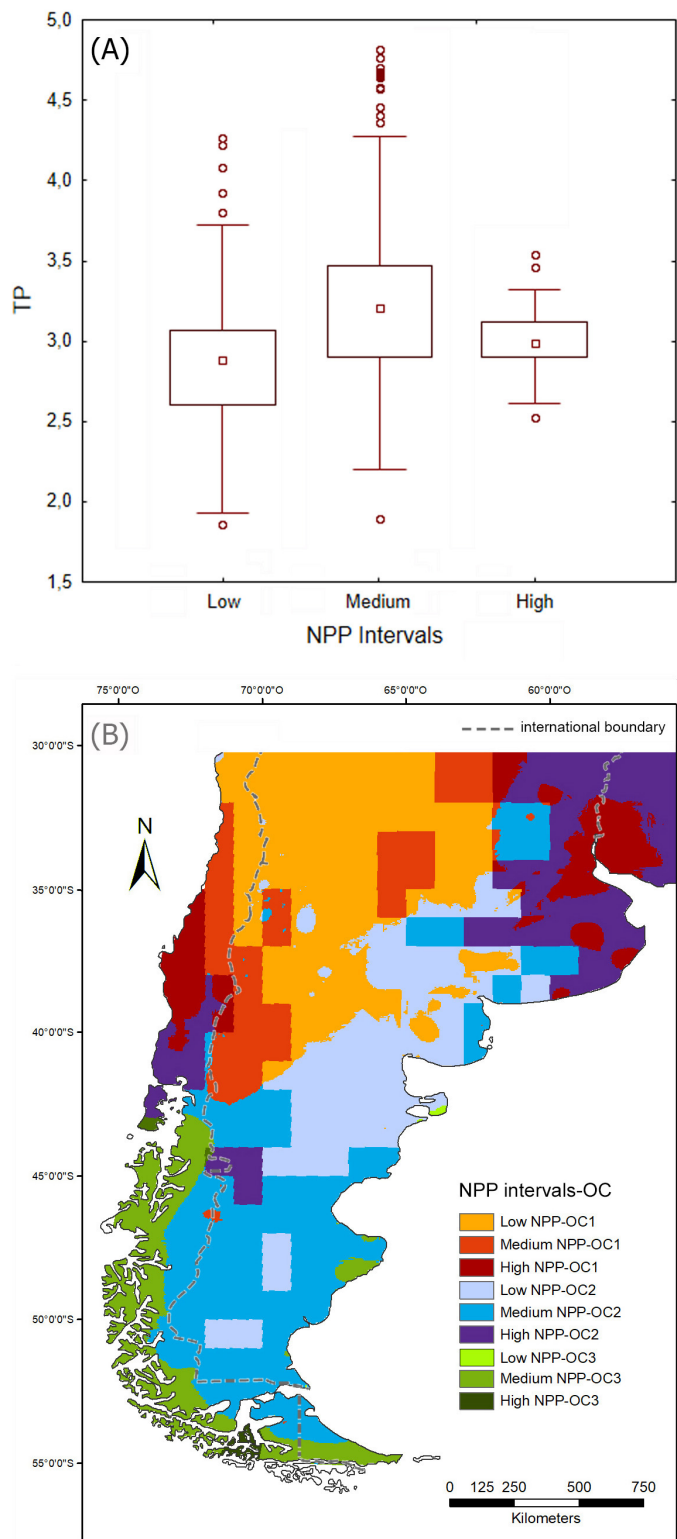 (A)
5,0
4,5
4,0
3,5
3,0
2,5
2,0
1,5
TP
Low Medium High
NPP Intervals
75°0'0"S 70°0'0"S 65°0'0"S 60°0'0"S
(B)
international boundary
30°0'0"S
N
35°0'0"S
40°0'0"S
45°0'0"S
50°0'0"S
55°0'0"S
NPP intervals-OC
Low NPP-OC1
Medium NPP-OC1
High NPP-OC1
Low NPP-OC2
Medium NPP-OC2
High NPP-OC2
Low NPP-OC3
Medium NPP-OC3
High NPP-OC3
0 125 250 500 750
Kilometers